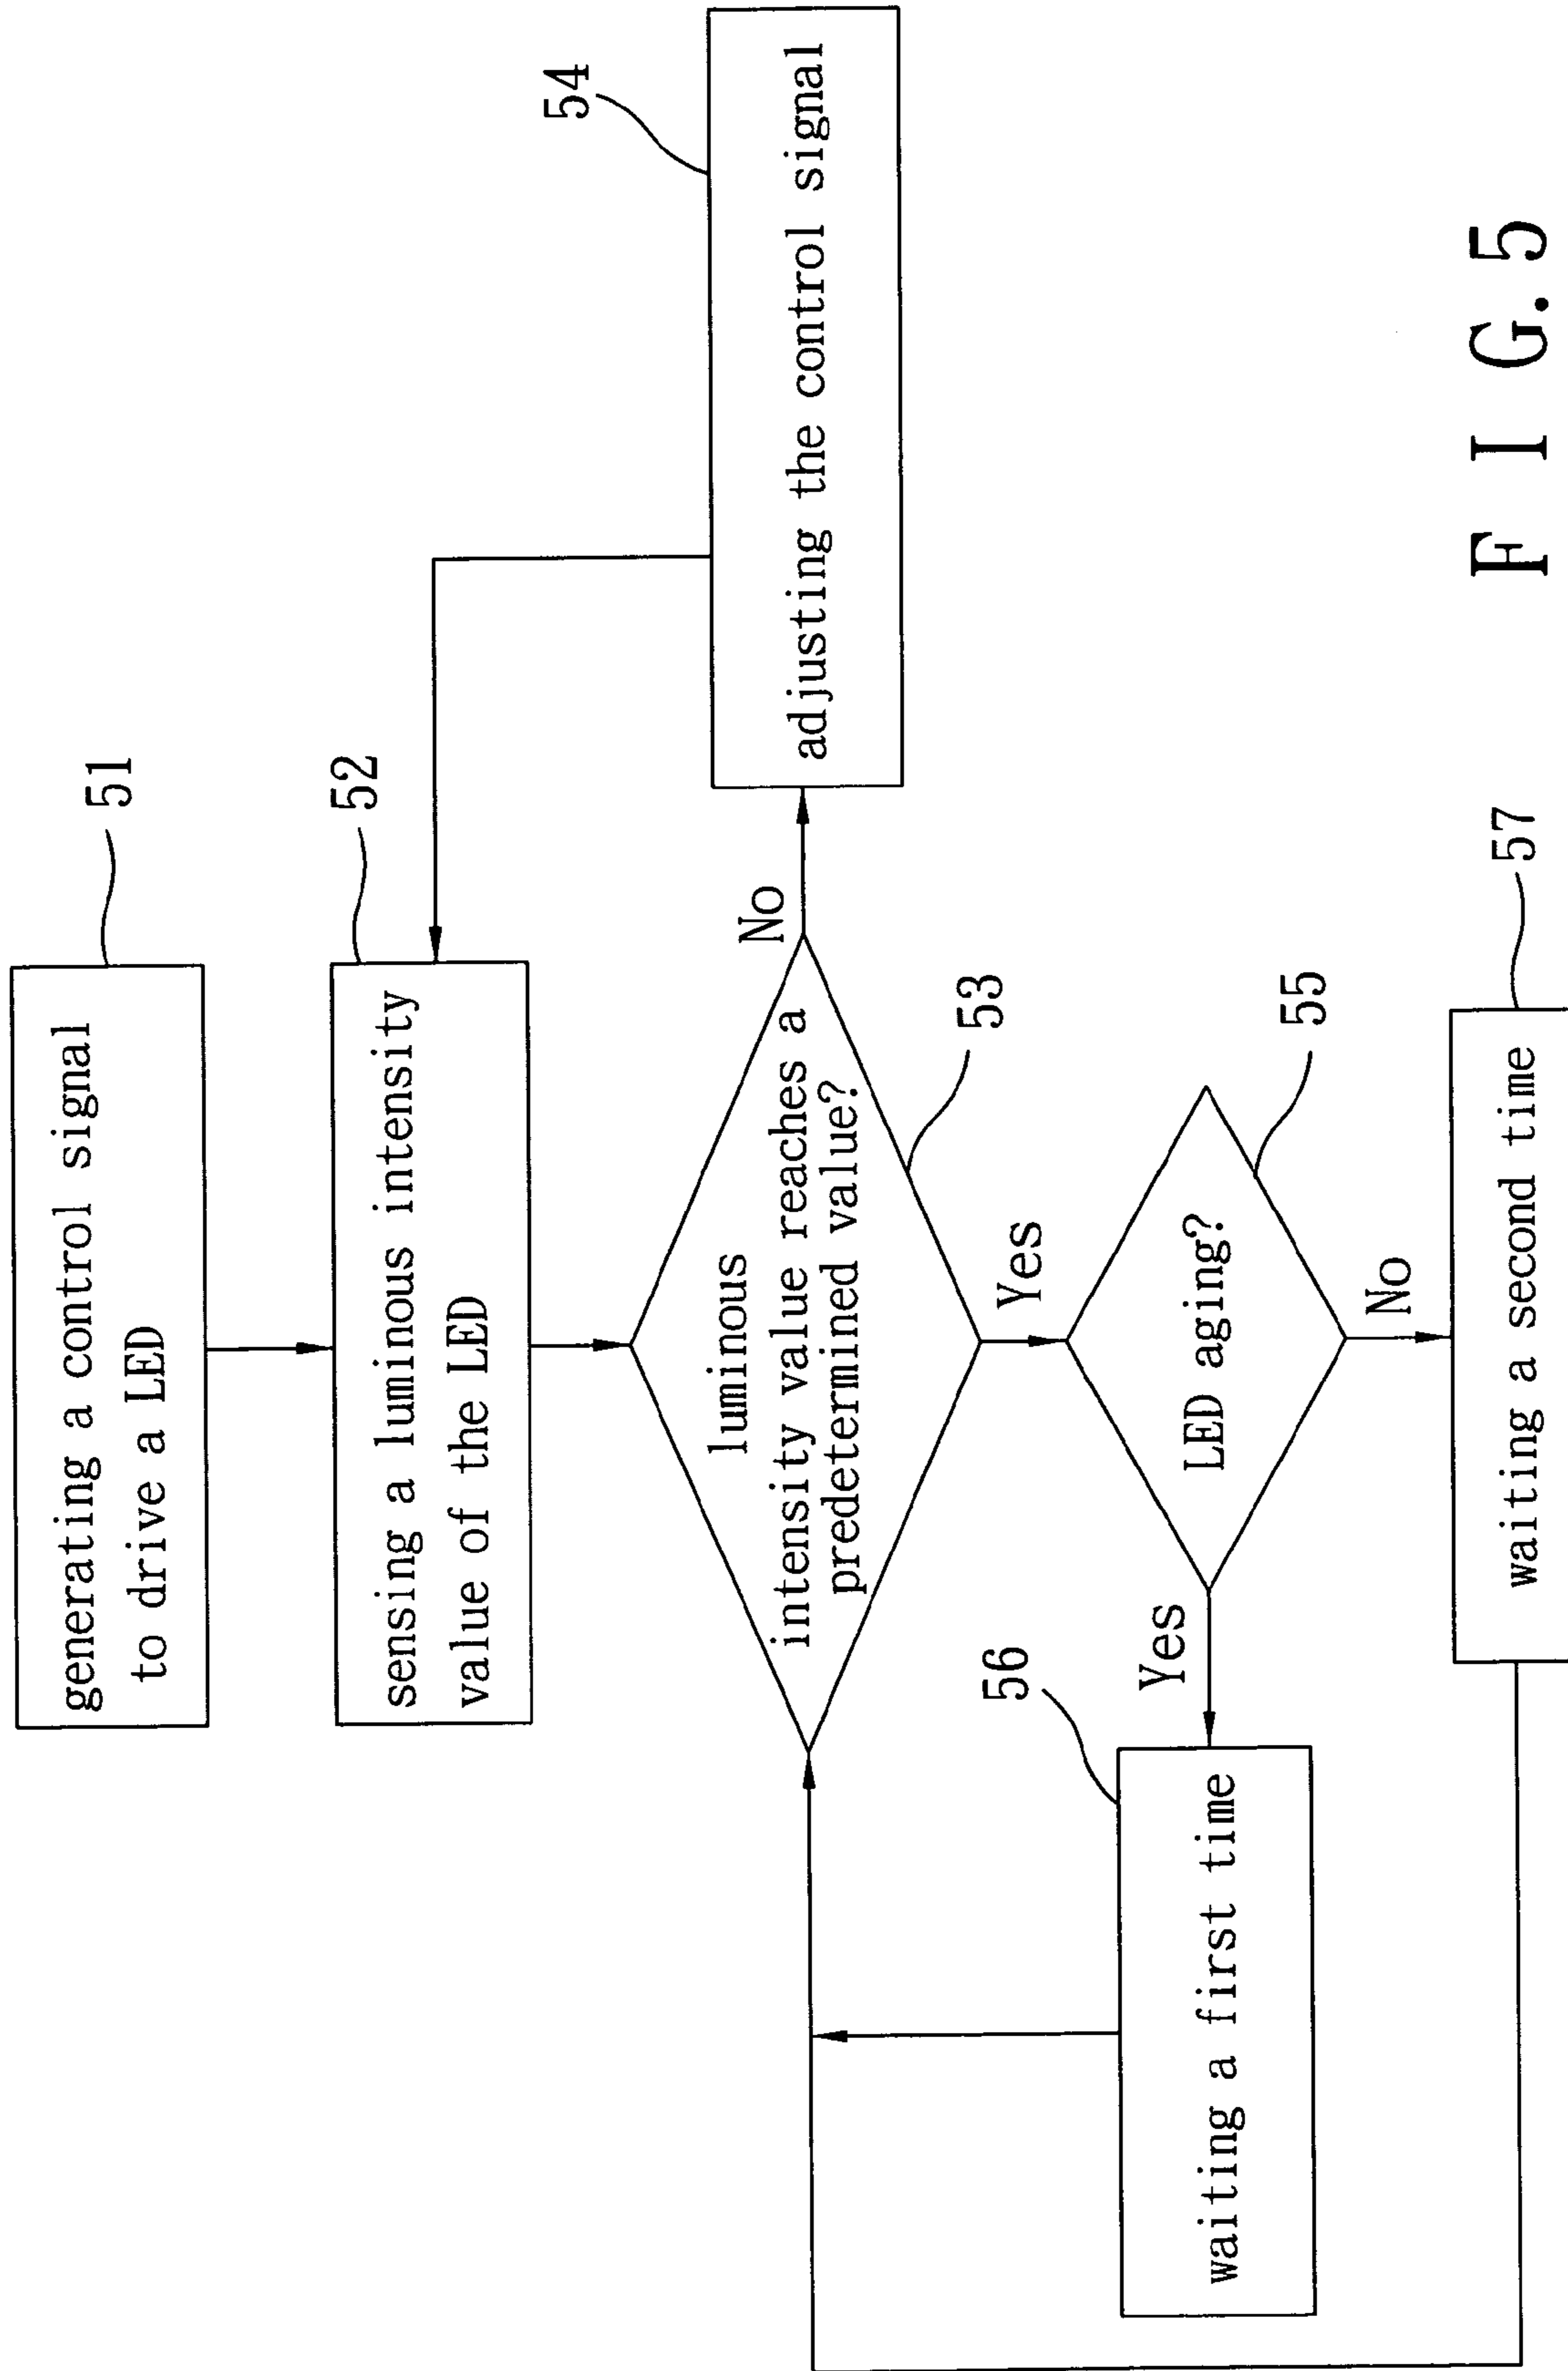 generating a control signal
to drive a LED
51
sensing a luminous intensity
value of the LED
52
luminous
intensity value reaches a
predetermined value?
53
No
adjusting the control signal
54
Yes
LED aging?
55
Yes
waiting a first time
56
No
waiting a second time
57
F I G. 5